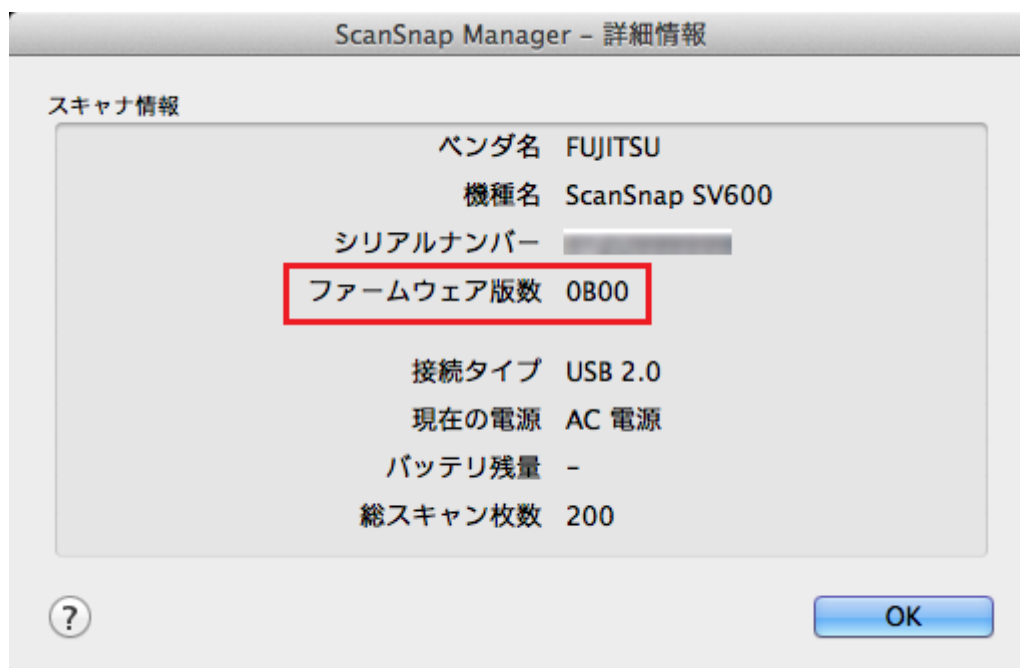 ScanSnap Manager – 詳細情報
スキャナ情報
ベンダ名 FUJITSU
機種名 ScanSnap SV600
シリアルナンバー
ファームウェア版数 0B00
接続タイプ USB 2.0
現在の電源 AC 電源
バッテリ残量 –
総スキャン枚数 200
? OK